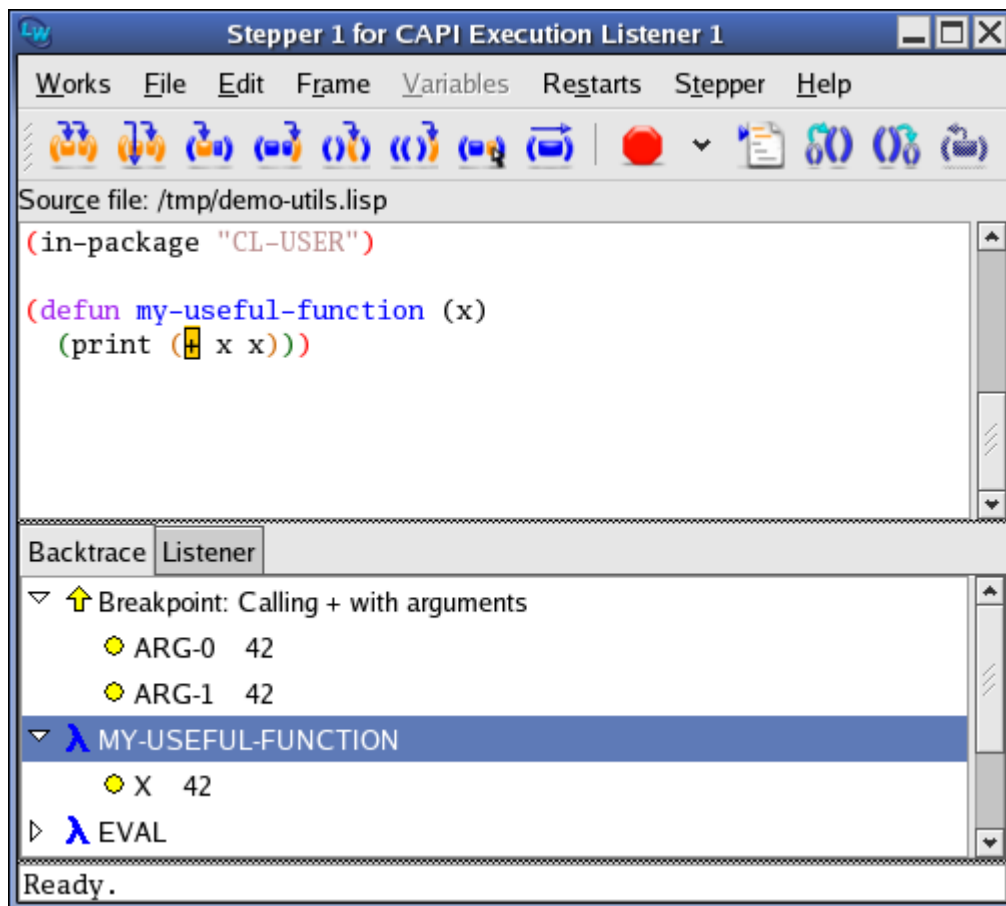 LW
Stepper 1 for CAPI Execution Listener 1
Works File Edit Frame Variables Restarts Stepper Help
Source file: /tmp/demo-utils.lisp
(in-package "CL-USER")
(defun my-useful-function (x)
(print (+ x x)))
Backtrace Listener
Breakpoint: Calling + with arguments
ARG-0 42
ARG-1 42
λ MY-USEFUL-FUNCTION
X 42
λ EVAL
Ready.